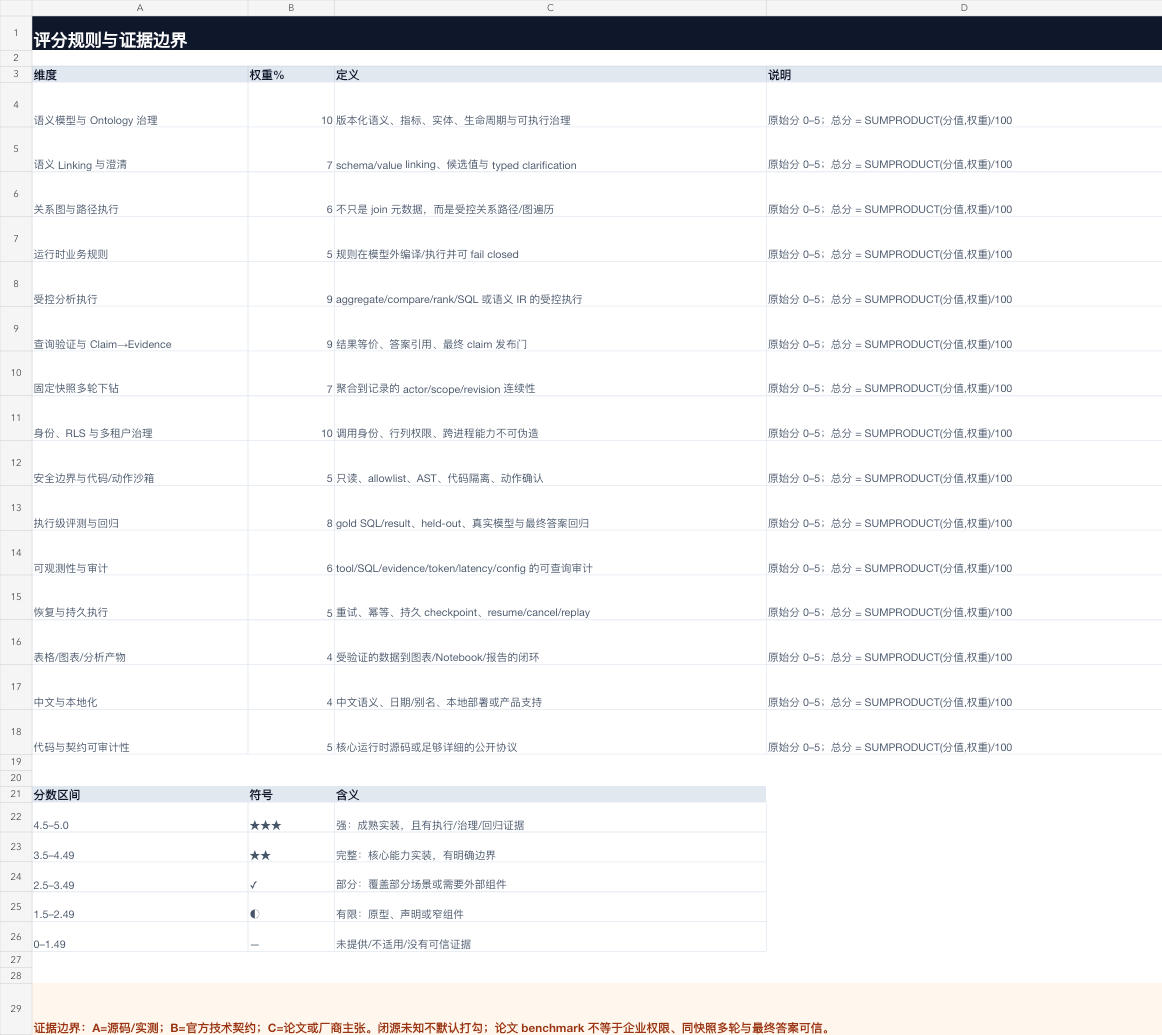 A B C D
1 评分规则与证据边界
2
3 维度 权重% 定义 说明
4 语义模型与 Ontology 治理 10 版本化语义、指标、实体、生命周期与可执行治理 原始分 0–5；总分 = SUMPRODUCT(分值,权重)/100
5 语义 Linking 与澄清 7 schema/value linking、候选值与 typed clarification 原始分 0–5；总分 = SUMPRODUCT(分值,权重)/100
6 关系图与路径执行 6 不只是 join 元数据，而是受控关系路径/图遍历 原始分 0–5；总分 = SUMPRODUCT(分值,权重)/100
7 运行时业务规则 5 规则在模型外编译/执行并可 fail closed 原始分 0–5；总分 = SUMPRODUCT(分值,权重)/100
8 受控分析执行 9 aggregate/compare/rank/SQL 或语义 IR 的受控执行 原始分 0–5；总分 = SUMPRODUCT(分值,权重)/100
9 查询验证与 Claim→Evidence 9 结果等价、答案引用、最终 claim 发布门 原始分 0–5；总分 = SUMPRODUCT(分值,权重)/100
10 固定快照多轮下钻 7 聚合到记录的 actor/scope/revision 连续性 原始分 0–5；总分 = SUMPRODUCT(分值,权重)/100
11 身份、RLS 与多租户治理 10 调用身份、行列权限、跨进程能力不可伪造 原始分 0–5；总分 = SUMPRODUCT(分值,权重)/100
12 安全边界与代码/动作沙箱 5 只读、allowlist、AST、代码隔离、动作确认 原始分 0–5；总分 = SUMPRODUCT(分值,权重)/100
13 执行级评测与回归 8 gold SQL/result、held-out、真实模型与最终答案回归 原始分 0–5；总分 = SUMPRODUCT(分值,权重)/100
14 可观测性与审计 6 tool/SQL/evidence/token/latency/config 的可查询审计 原始分 0–5；总分 = SUMPRODUCT(分值,权重)/100
15 恢复与持久执行 5 重试、幂等、持久 checkpoint、resume/cancel/replay 原始分 0–5；总分 = SUMPRODUCT(分值,权重)/100
16 表格/图表/分析产物 4 受验证的数据到图表/Notebook/报告的闭环 原始分 0–5；总分 = SUMPRODUCT(分值,权重)/100
17 中文与本地化 4 中文语义、日期/别名、本地部署或产品支持 原始分 0–5；总分 = SUMPRODUCT(分值,权重)/100
18 代码与契约可审计性 5 核心运行时源码或足够详细的公开协议 原始分 0–5；总分 = SUMPRODUCT(分值,权重)/100
19
20
21 分数区间 符号 含义
22 4.5–5.0 ★★★ 强：成熟实装，且有执行/治理/回归证据
23 3.5–4.49 ★★ 完整：核心能力实装，有明确边界
24 2.5–3.49 ✓ 部分：覆盖部分场景或需要外部组件
25 1.5–2.49 ◐ 有限：原型、声明或窄组件
26 0–1.49 — 未提供/不适用/没有可信证据
27
28
29 证据边界：A=源码/实测；B=官方技术契约；C=论文或厂商主张。闭源未知不默认打勾；论文 benchmark 不等于企业权限、同快照多轮与最终答案可信。